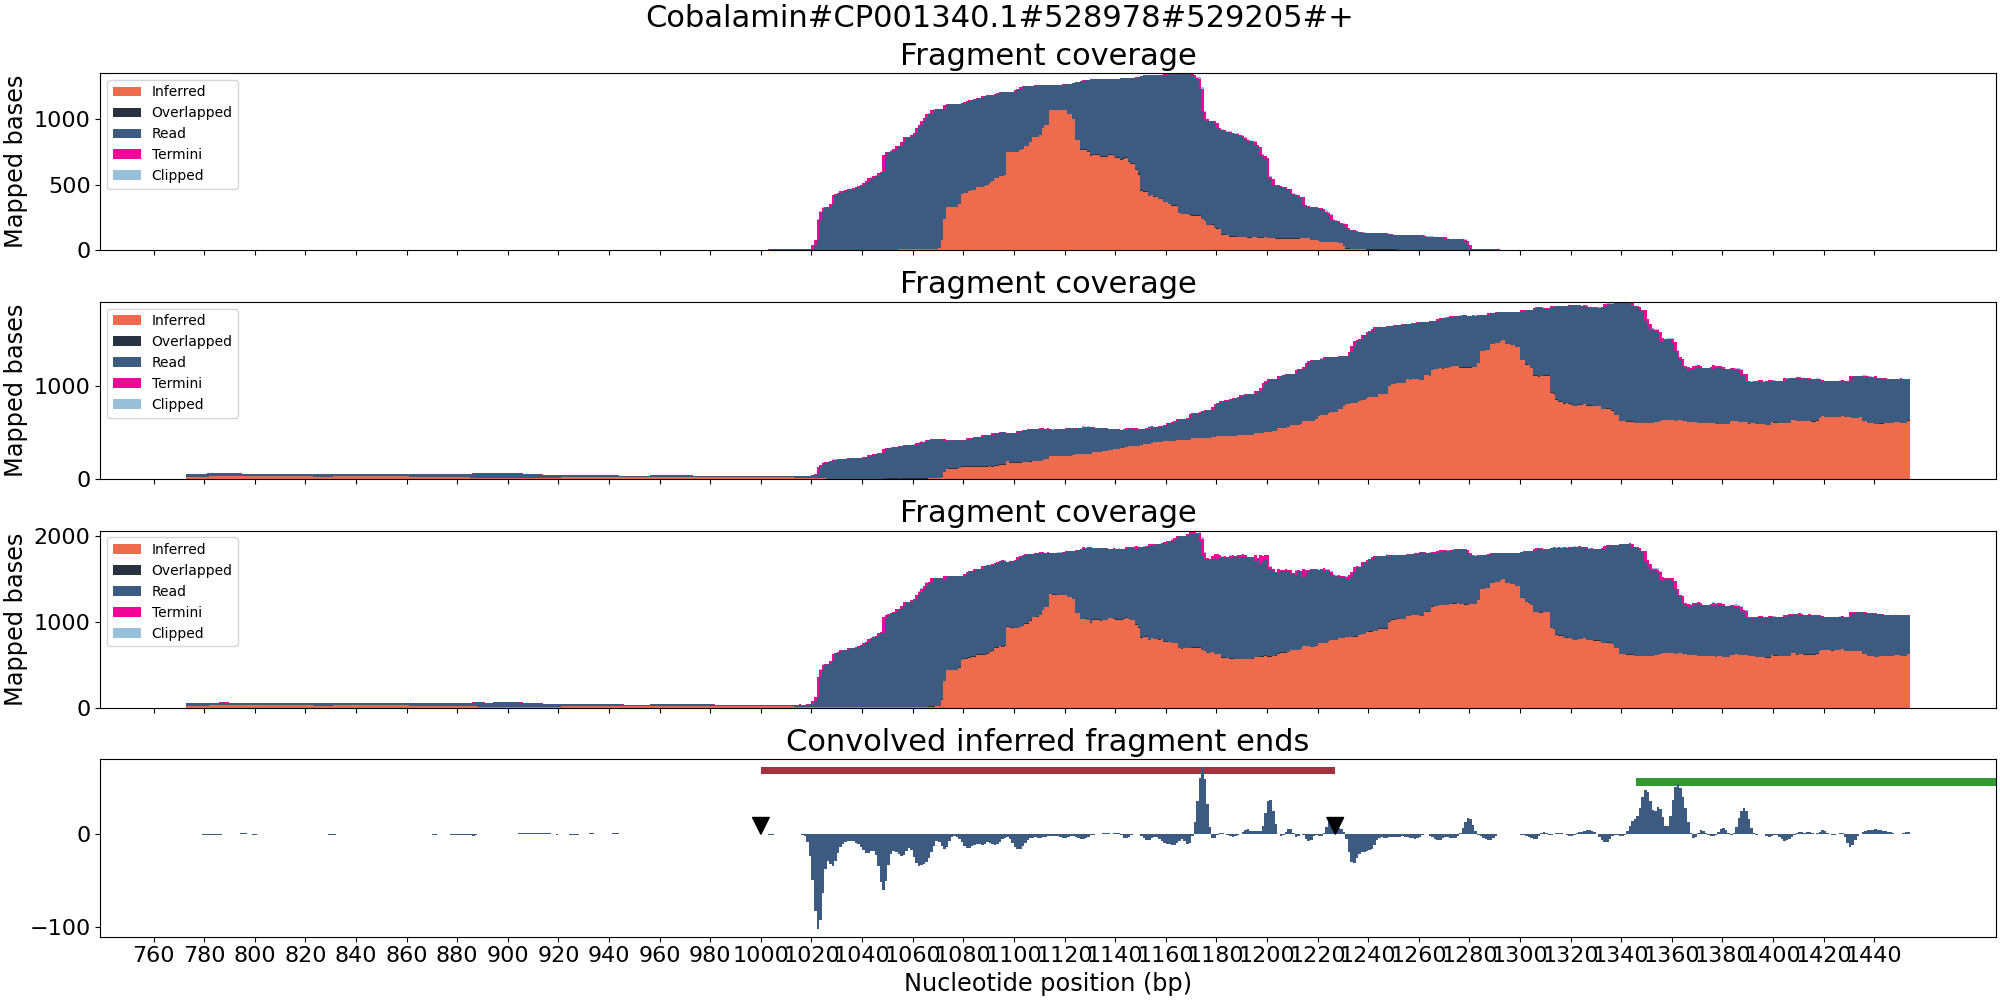 Cobalamin#CP001340.1#528978#529205#+
Fragment coverage
Mapped bases
1000
500
0
Inferred
Overlapped
Read
Termini
Clipped
Fragment coverage
Mapped bases
1000
0
Inferred
Overlapped
Read
Termini
Clipped
Fragment coverage
Mapped bases
2000
1000
0
Inferred
Overlapped
Read
Termini
Clipped
Convolved inferred fragment ends
0
−100
760 780 800 820 840 860 880 900 920 940 960 980 1000 1020 1040 1060 1080 1100 1120 1140 1160 1180 1200 1220 1240 1260 1280 1300 1320 1340 1360 1380 1400 1420 1440
Nucleotide position (bp)